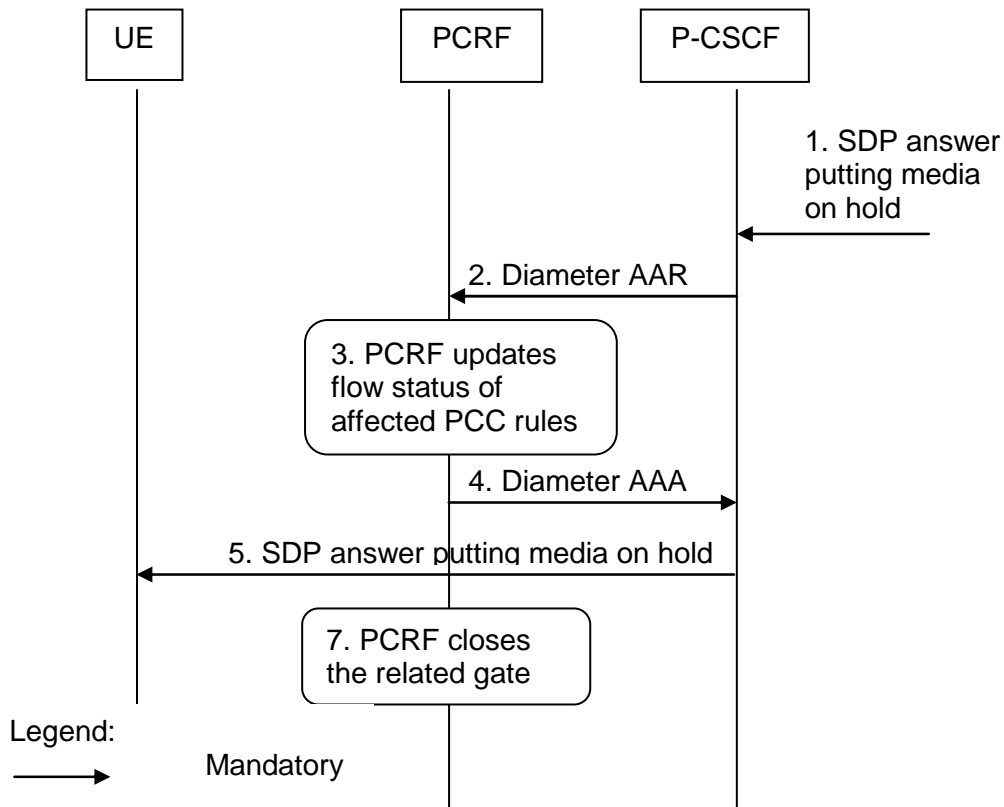 UE
PCRF
P-CSCF
1. SDP answer
putting media
on hold
2. Diameter AAR
3. PCRF updates
flow status of
affected PCC rules
4. Diameter AAA
5. SDP answer putting media on hold
7. PCRF closes
the related gate
Legend:
Mandatory